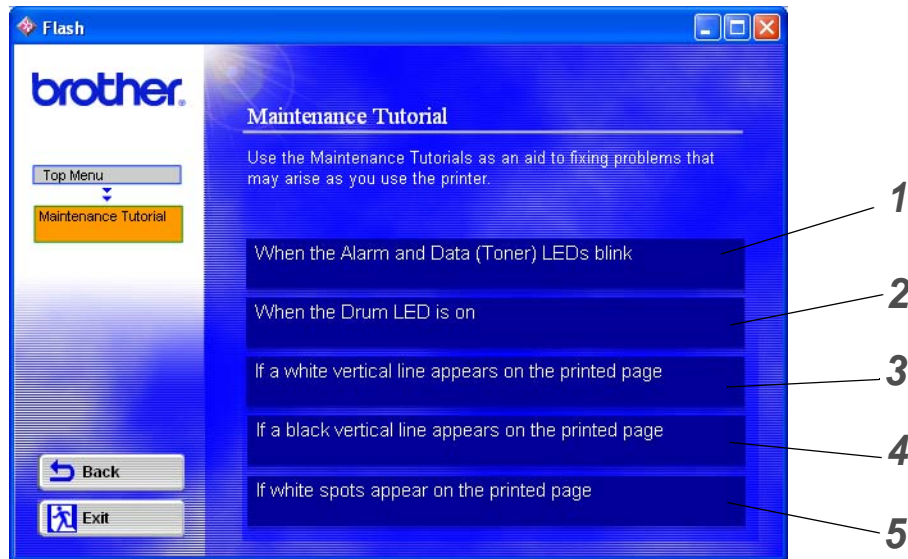 Flash
brother
Top Menu
Maintenance Tutorial
Back
Exit
Maintenance Tutorial
Use the Maintenance Tutorials as an aid to fixing problems that
may arise as you use the printer.
When the Alarm and Data (Toner) LEDs blink
When the Drum LED is on
If a white vertical line appears on the printed page
If a black vertical line appears on the printed page
If white spots appear on the printed page
1
2
3
4
5